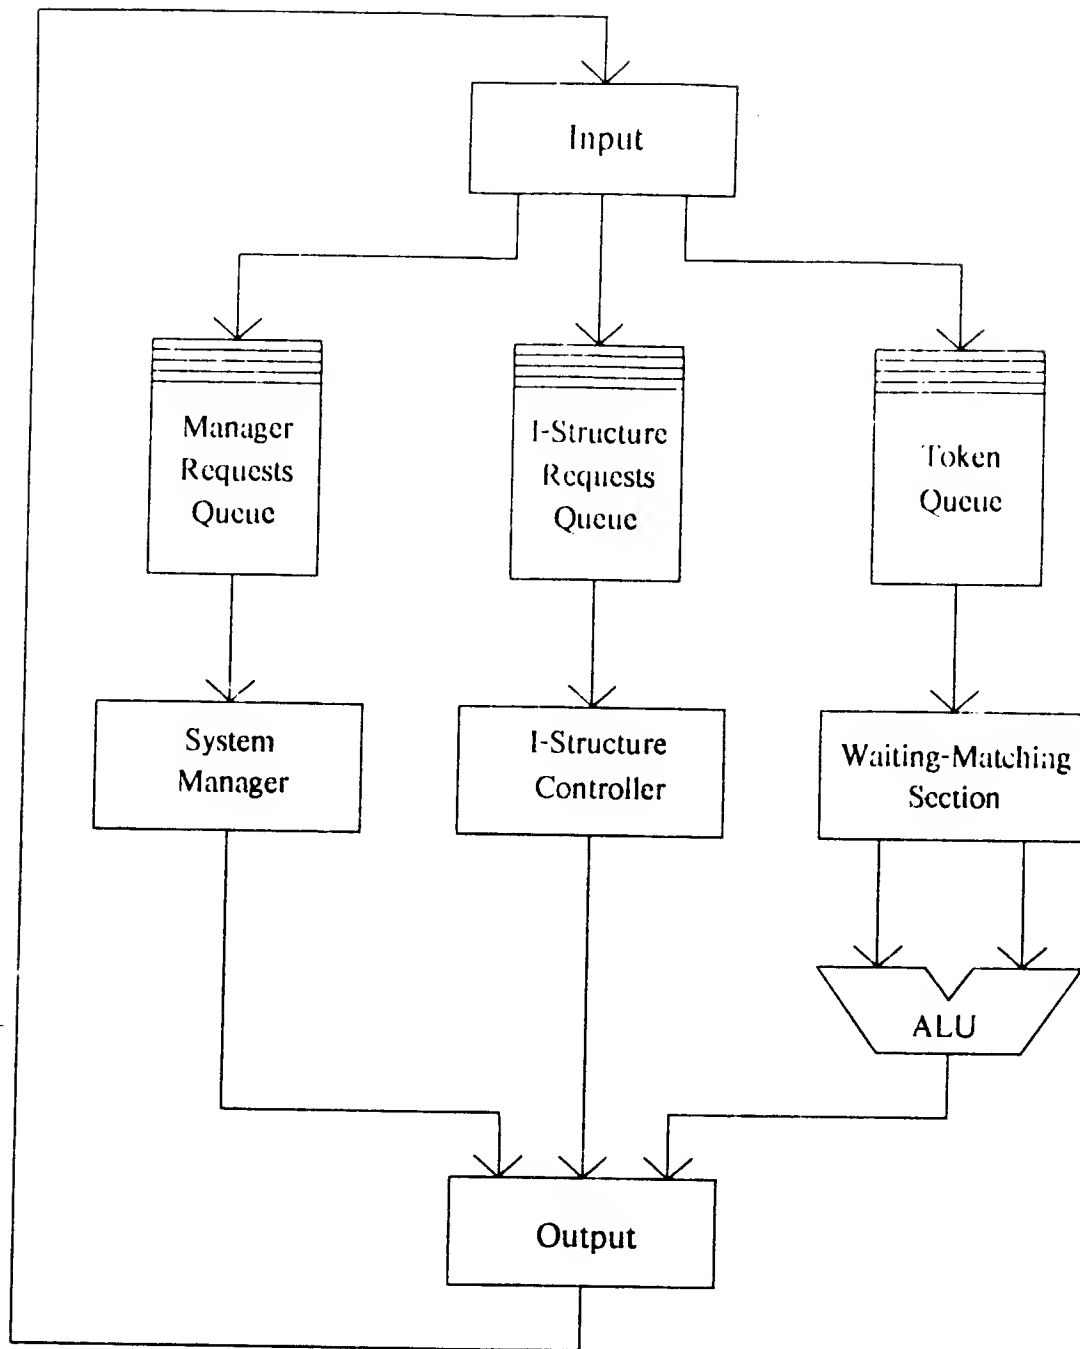 Input
Manager
Requests
Queue
I-Structure
Requests
Queue
Token
Queue
System
Manager
I-Structure
Controller
Waiting-Matching
Section
ALU
Output